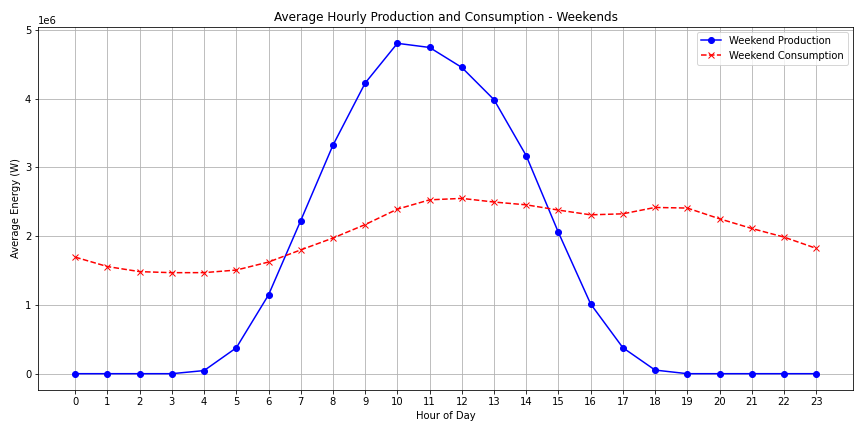 Average Hourly Production and Consumption - Weekends
1e6
Weekend Production
Weekend Consumption
5
4
3
2
1
0
Average Energy (W)
0 1 2 3 4 5 6 7 8 9 10 11 12 13 14 15 16 17 18 19 20 21 22 23
Hour of Day